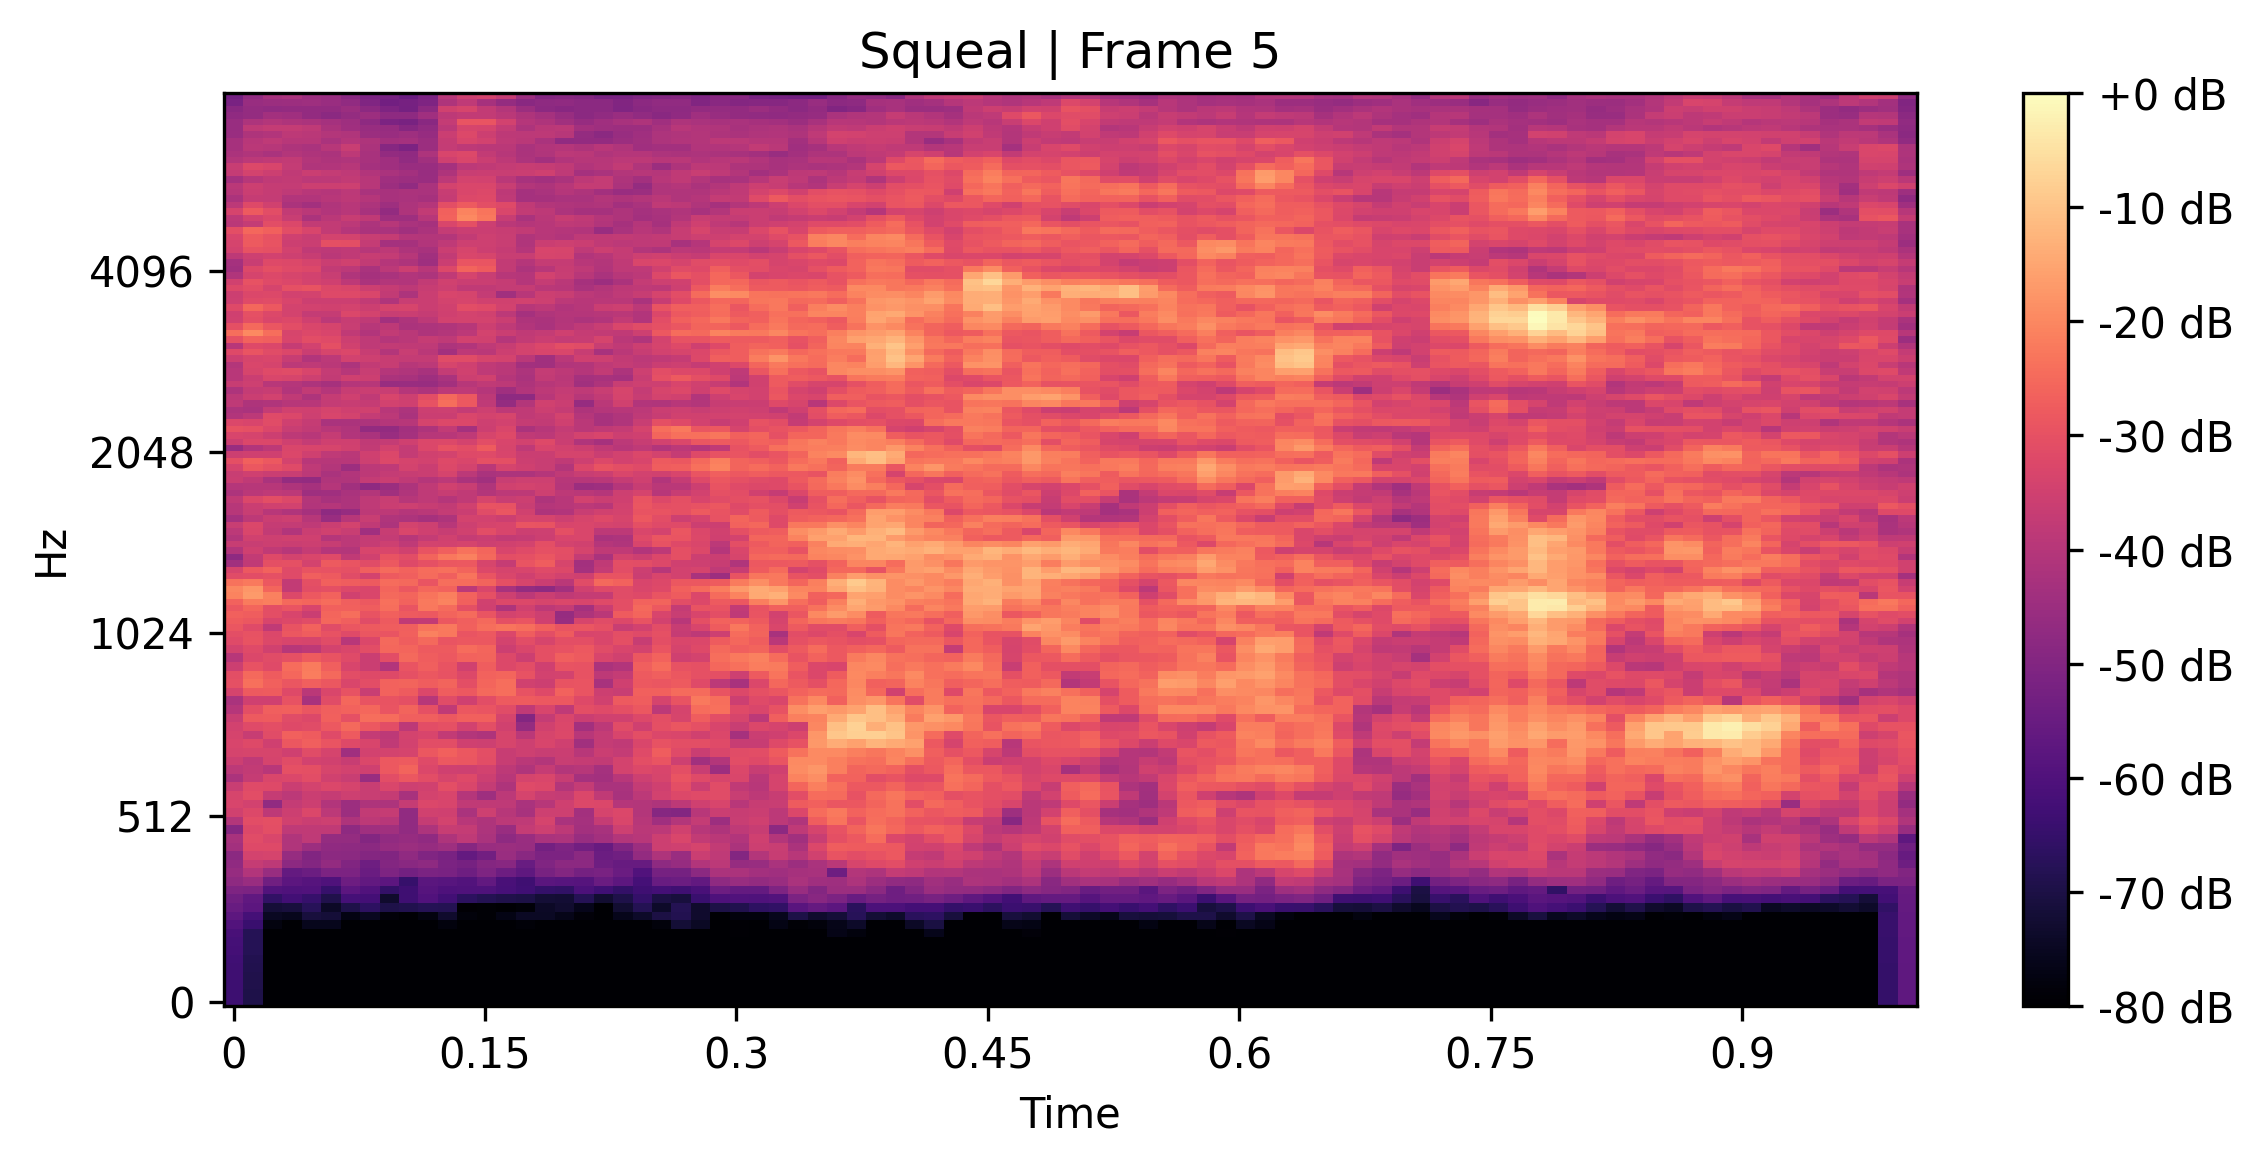 Squeal | Frame 5
+0 dB
-10 dB
-20 dB
-30 dB
-40 dB
-50 dB
-60 dB
-70 dB
-80 dB
Hz
4096
2048
1024
512
0
0 0.15 0.3 0.45 0.6 0.75 0.9
Time